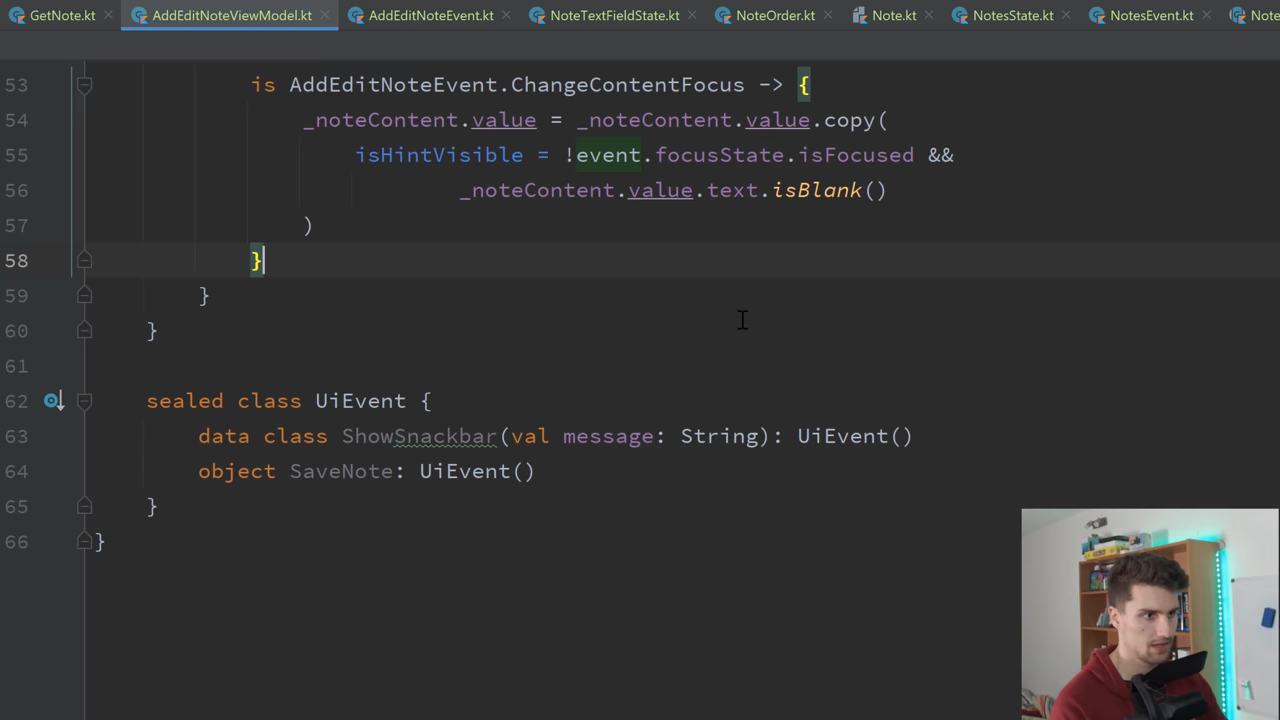 GetNote.kt AddEditNoteViewModel.kt AddEditNoteEvent.kt NoteTextFieldState.kt NoteOrder.kt Note.kt NotesState.kt NotesEvent.kt Note
53 is AddEditNoteEvent.ChangeContentFocus -> {
54 _noteContent.value = _noteContent.value.copy(
55 isHintVisible = !event.focusState.isFocused &&
56 _noteContent.value.text.isBlank()
57 )
58 }
59 }
60 }
61
62 sealed class UiEvent {
63 data class ShowSnackbar(val message: String): UiEvent()
64 object SaveNote: UiEvent()
65 }
66 }